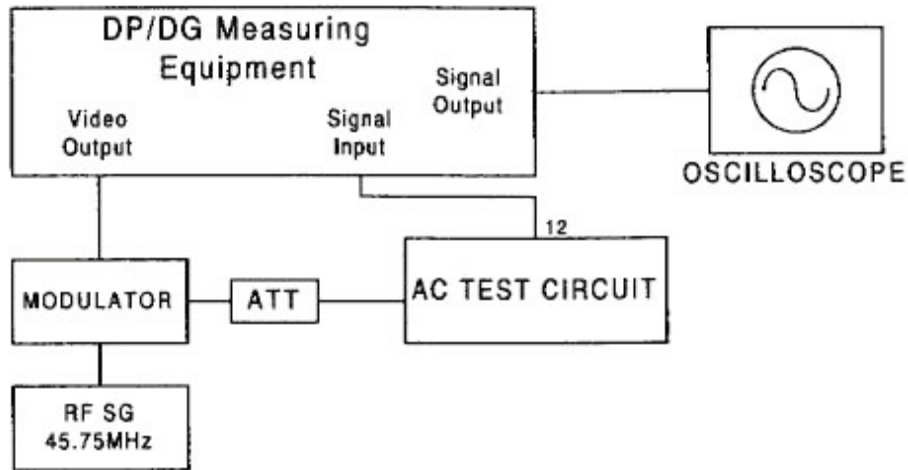 DP/DG Measuring
Equipment
Signal
Output
Video
Output
Signal
Input
OSCILLOSCOPE
12
MODULATOR
ATT
AC TEST CIRCUIT
RF SG
45.75MHz